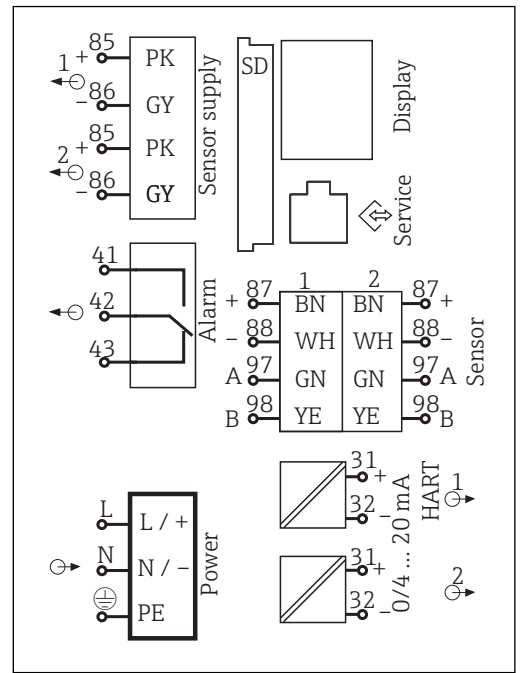 1 + 85 PK
- 86 GY
2 + 85 PK
- 86 GY
Sensor supply
SD
Display
Service
41
42
43
Alarm
1 2
+ 87 BN BN 87 +
- 88 WH WH 88 -
A 97 GN GN 97 A
B 98 YE YE 98 B
Sensor
L L / +
N N / -
PE
Power
31 +
32 -
31 +
32 -
0/4 ... 20 mA
HART
1
2